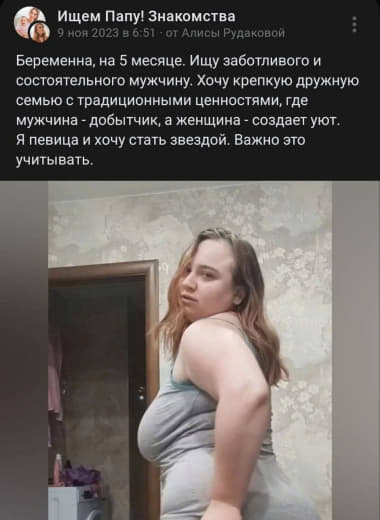 Ищем Папу! Знакомства
9 ноя 2023 в 6:51 · от Алисы Рудаковой
Беременна, на 5 месяце. Ищу заботливого и
состоятельного мужчину. Хочу крепкую дружную
семью с традиционными ценностями, где
мужчина - добытчик, а женщина - создает уют.
Я певица и хочу стать звездой. Важно это
учитывать.